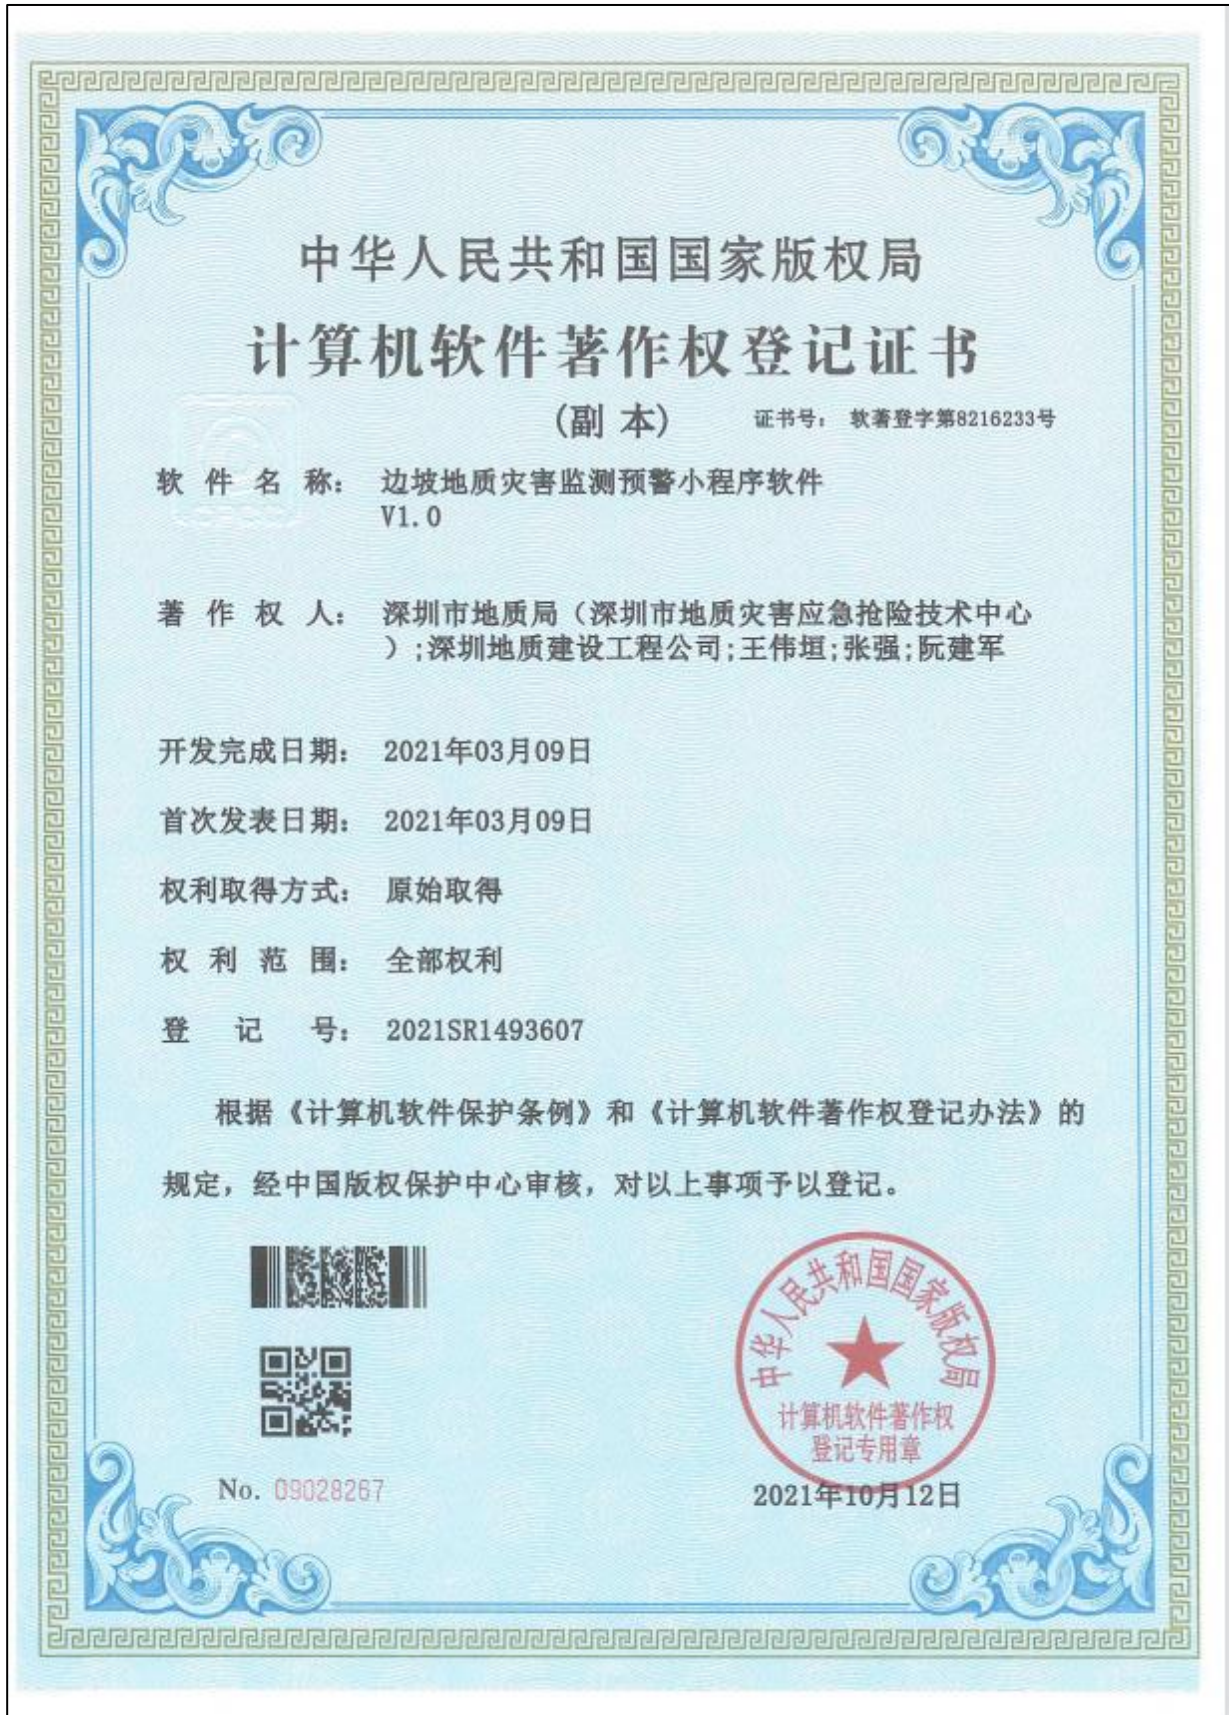 中华人民共和国国家版权局
计算机软件著作权登记证书
(副 本)
证书号: 软著登字第8216233号
软 件 名 称: 边坡地质灾害监测预警小程序软件
V1.0
著 作 权 人: 深圳市地质局（深圳市地质灾害应急抢险技术中心
）;深圳地质建设工程公司;王伟垣;张强;阮建军
开发完成日期: 2021年03月09日
首次发表日期: 2021年03月09日
权利取得方式: 原始取得
权 利 范 围: 全部权利
登 记 号: 2021SR1493607
根据《计算机软件保护条例》和《计算机软件著作权登记办法》的
规定，经中国版权保护中心审核，对以上事项予以登记。
中华人民共和国国家版权局
计算机软件著作权
登记专用章
No. 09028267
2021年10月12日